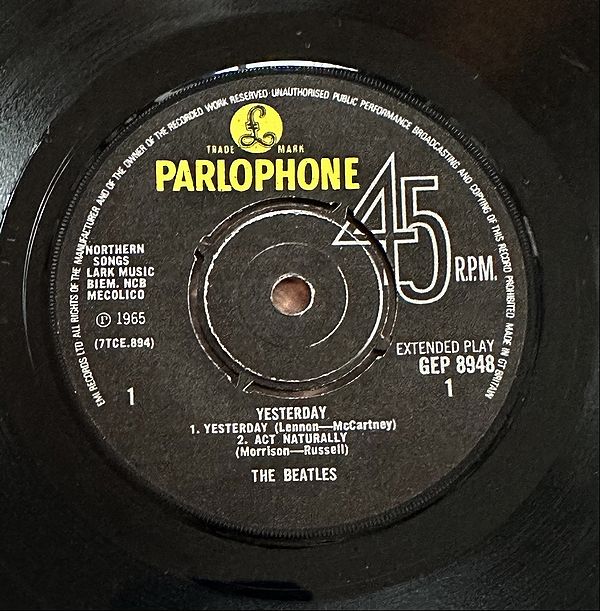 EMI RECORDS LTD ALL RIGHTS OF THE MANUFACTURER AND OF THE OWNER OF THE RECORDED WORK RESERVED·UNAUTHORISED PUBLIC PERFORMANCE BROADCASTING AND COPYING OF THIS RECORD PROHIBITED MADE IN GT BRITAIN
£
TRADE MARK
PARLOPHONE
45 R.P.M.
NORTHERN
SONGS
LARK MUSIC
BIEM. NCB
MECOLICO
℗ 1965
(7TCE.894)
1
EXTENDED PLAY
GEP 8948
1
YESTERDAY
1. YESTERDAY (Lennon—McCartney)
2. ACT NATURALLY
(Morrison—Russell)
THE BEATLES